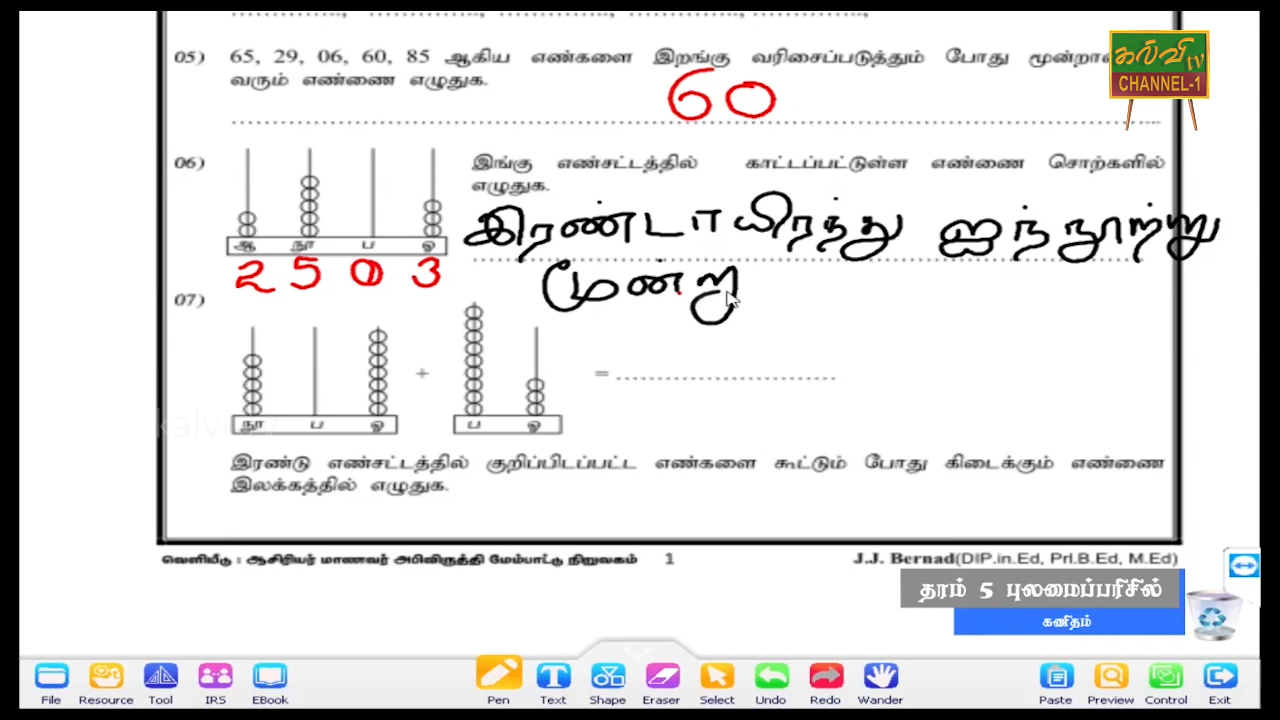 05) 65, 29, 06, 60, 85 ஆகிய எண்களை இறங்கு வரிசைப்படுத்தும் போது
வரும் எண்ணை எழுதுக.
60
கல்வி tv
CHANNEL-1
06) இங்கு எண்சட்டத்தில் காட்டப்பட்டுள்ள எண்ணை சொற்களில்
எழுதுக.
ஆ நூ ப ஓ
2 5 0 3
இரண்டாயிரத்து ஐந்நூற்று
மூன்று
07)
+ = ........................................
நூ ப ஓ ப ஓ
இரண்டு எண்சட்டத்தில் குறிப்பிடப்பட்ட எண்களை கூட்டும் போது கிடைக்கும் எண்ணை
இலக்கத்தில் எழுதுக.
வெளியீடு : ஆசிரியர் மாணவர் அபிவிருத்தி மேம்பாட்டு நிறுவகம் 1 J.J. Bernad(DIP.in.Ed, Prl.B.Ed, M.Ed)
தரம் 5 புலமைப்பரிசில்
கணிதம்
File Resource Tool IRS EBook Pen Text Shape Eraser Select Undo Redo Wander Paste Preview Control Exit